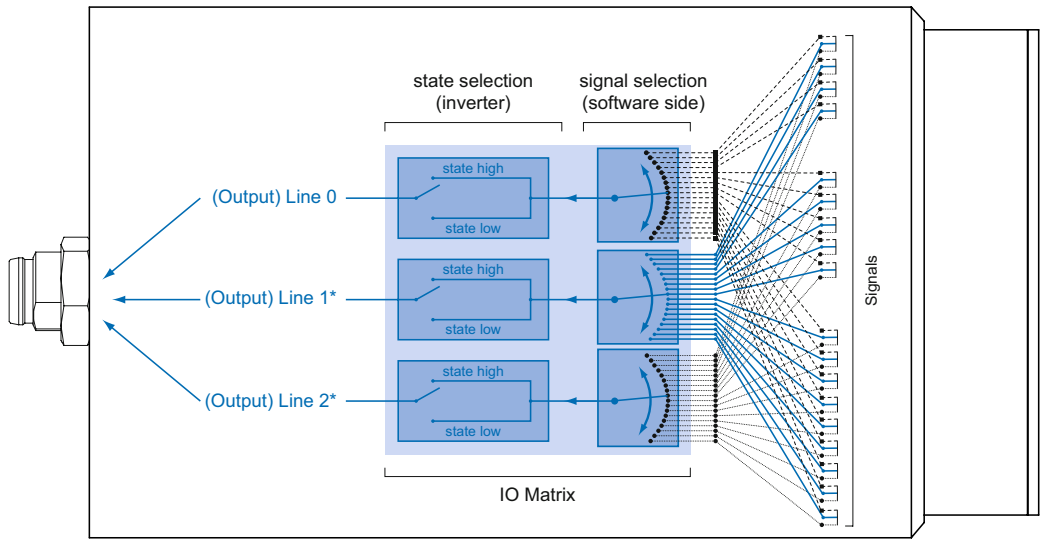 state selection
(inverter)
signal selection
(software side)
state high
(Output) Line 0
state low
state high
(Output) Line 1*
state low
state high
(Output) Line 2*
state low
IO Matrix
Signals